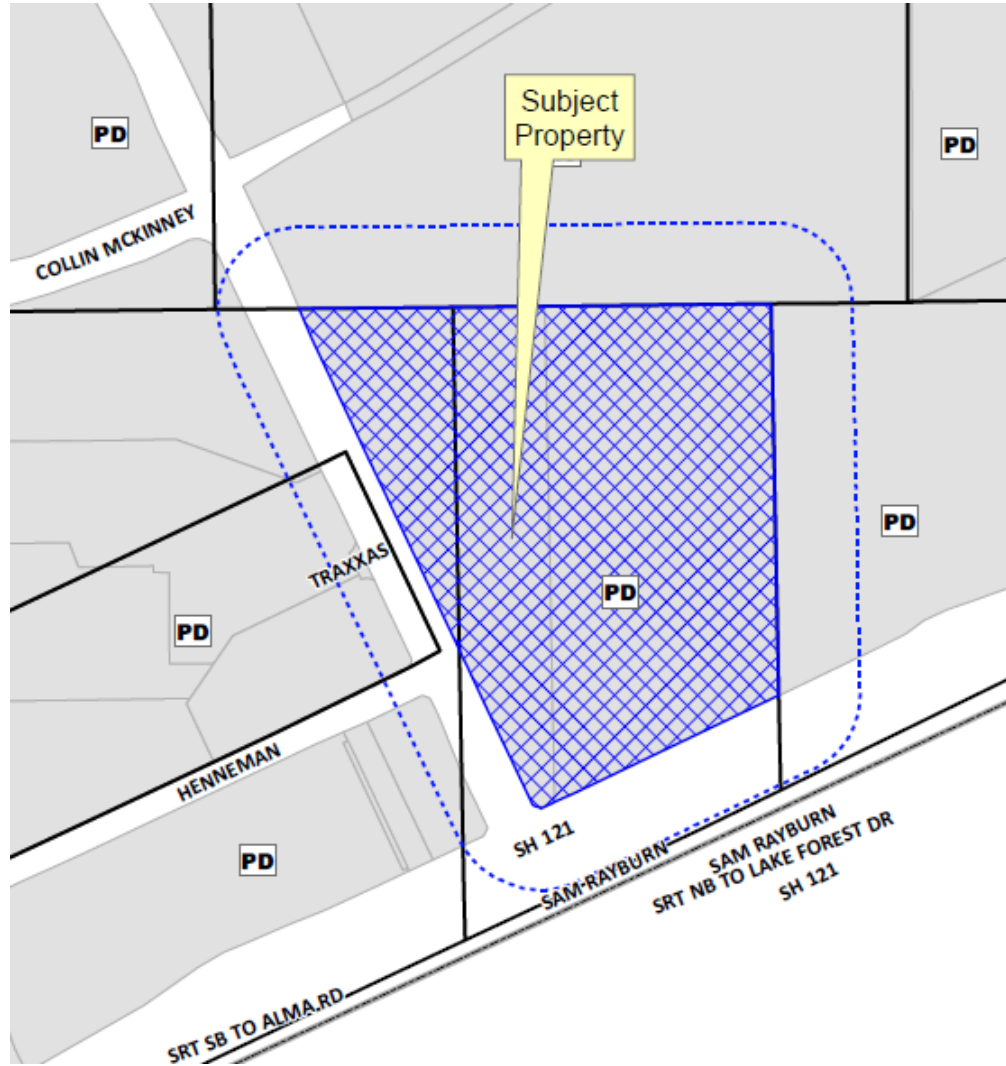 Subject
Property
PD
PD
COLLIN MCKINNEY
PD
TRAXXAS
PD
PD
HENNEMAN
PD
SH 121
SAM RAYBURN
SAM RAYBURN
SRT NB TO LAKE FOREST DR
SH 121
SRT SB TO ALMA RD